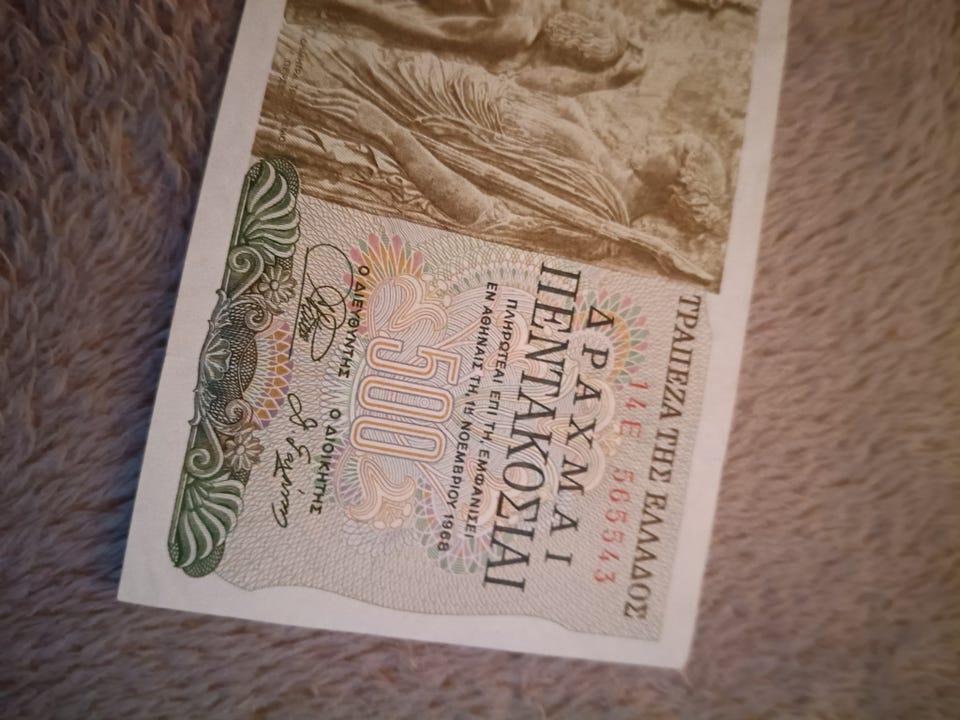 ΤΡΑΠΕΖΑ ΤΗΣ ΕΛΛΑΔΟΣ
14E 565543
ΔΡΑΧΜΑΙ
ΠΕΝΤΑΚΟΣΙΑΙ
ΠΛΗΡΩΤΕΑΙ ΕΠΙ ΤΗ, ΕΜΦΑΝΙΣΕΙ
ΕΝ ΑΘΗΝΑΙΣ ΤΗ, 1Η ΝΟΕΜΒΡΙΟΥ 1968
500
Ο ΔΙΕΥΘΥΝΤΗΣ Ο ΔΙΟΙΚΗΤΗΣ